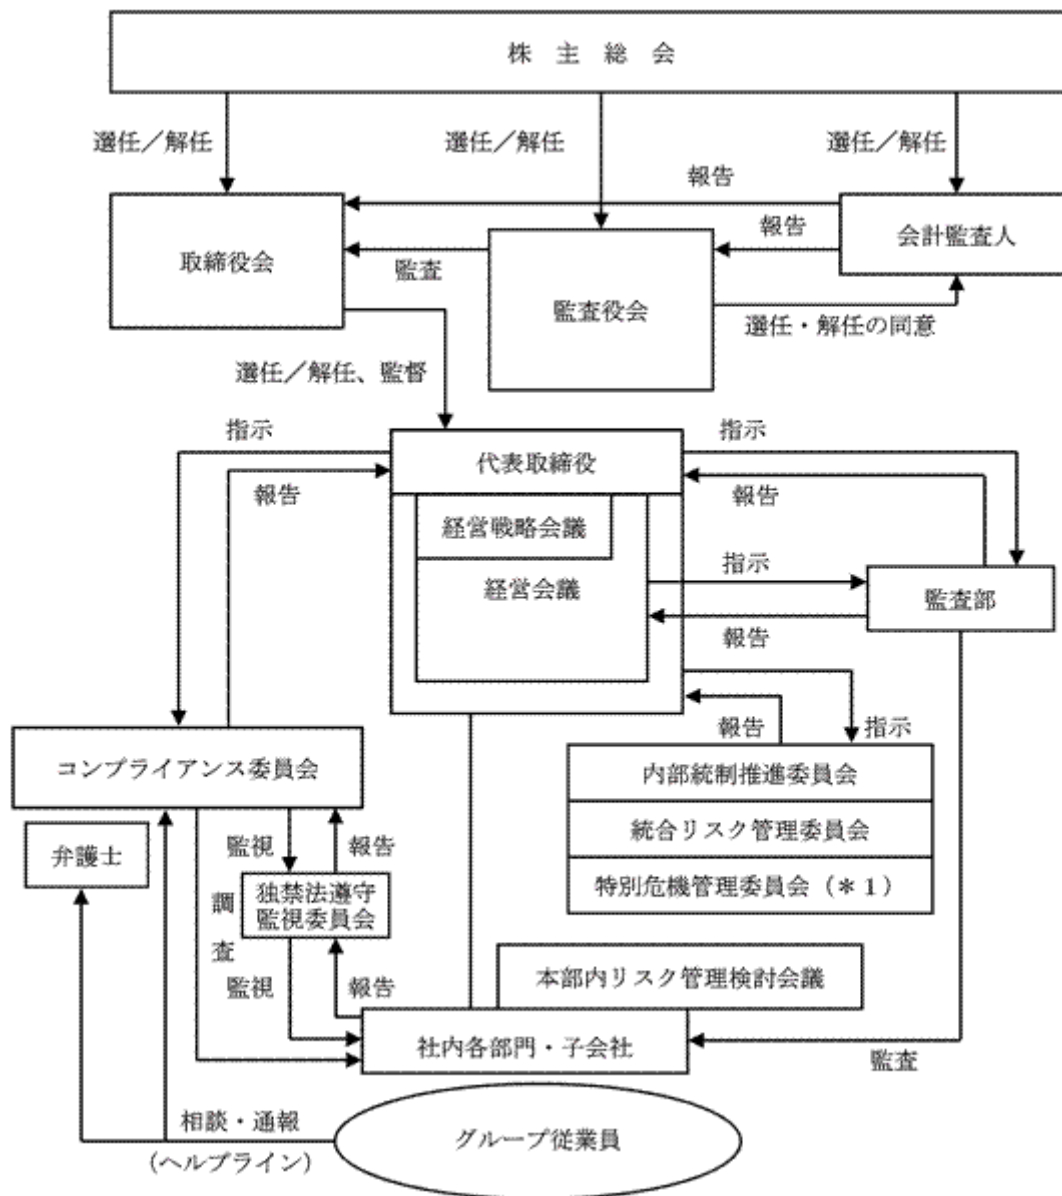 株主総会
選任／解任
選任／解任
選任／解任
報告
取締役会
監査
監査役会
報告
会計監査人
選任・解任の同意
選任／解任、監督
指示
報告
代表取締役
指示
報告
経営戦略会議
経営会議
指示
報告
監査部
報告
指示
コンプライアンス委員会
内部統制推進委員会
統合リスク管理委員会
特別危機管理委員会（＊1）
弁護士
監視
報告
独禁法遵守
監視委員会
調
査
監視
報告
本部内リスク管理検討会議
社内各部門・子会社
監査
相談・通報
(ヘルプライン)
グループ従業員